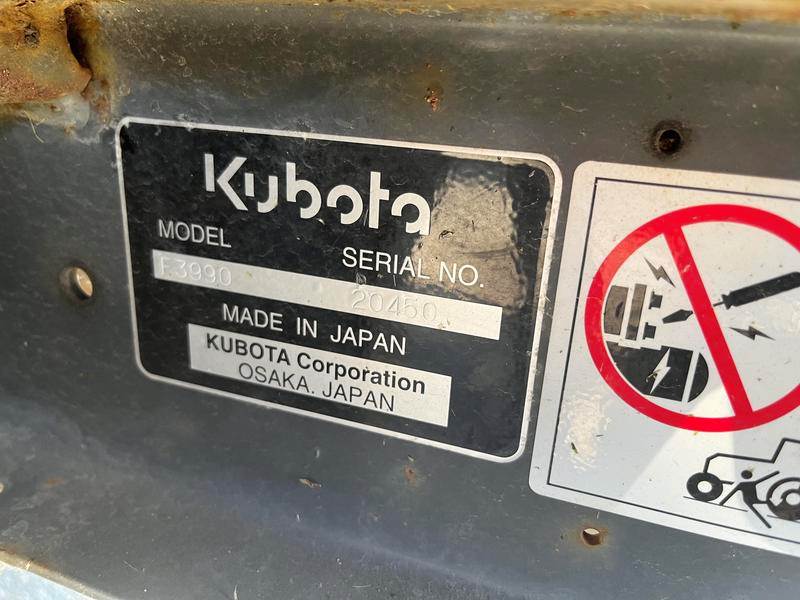 Kubota
MODEL
SERIAL NO.
F3990
20450
MADE IN JAPAN
KUBOTA Corporation
OSAKA. JAPAN